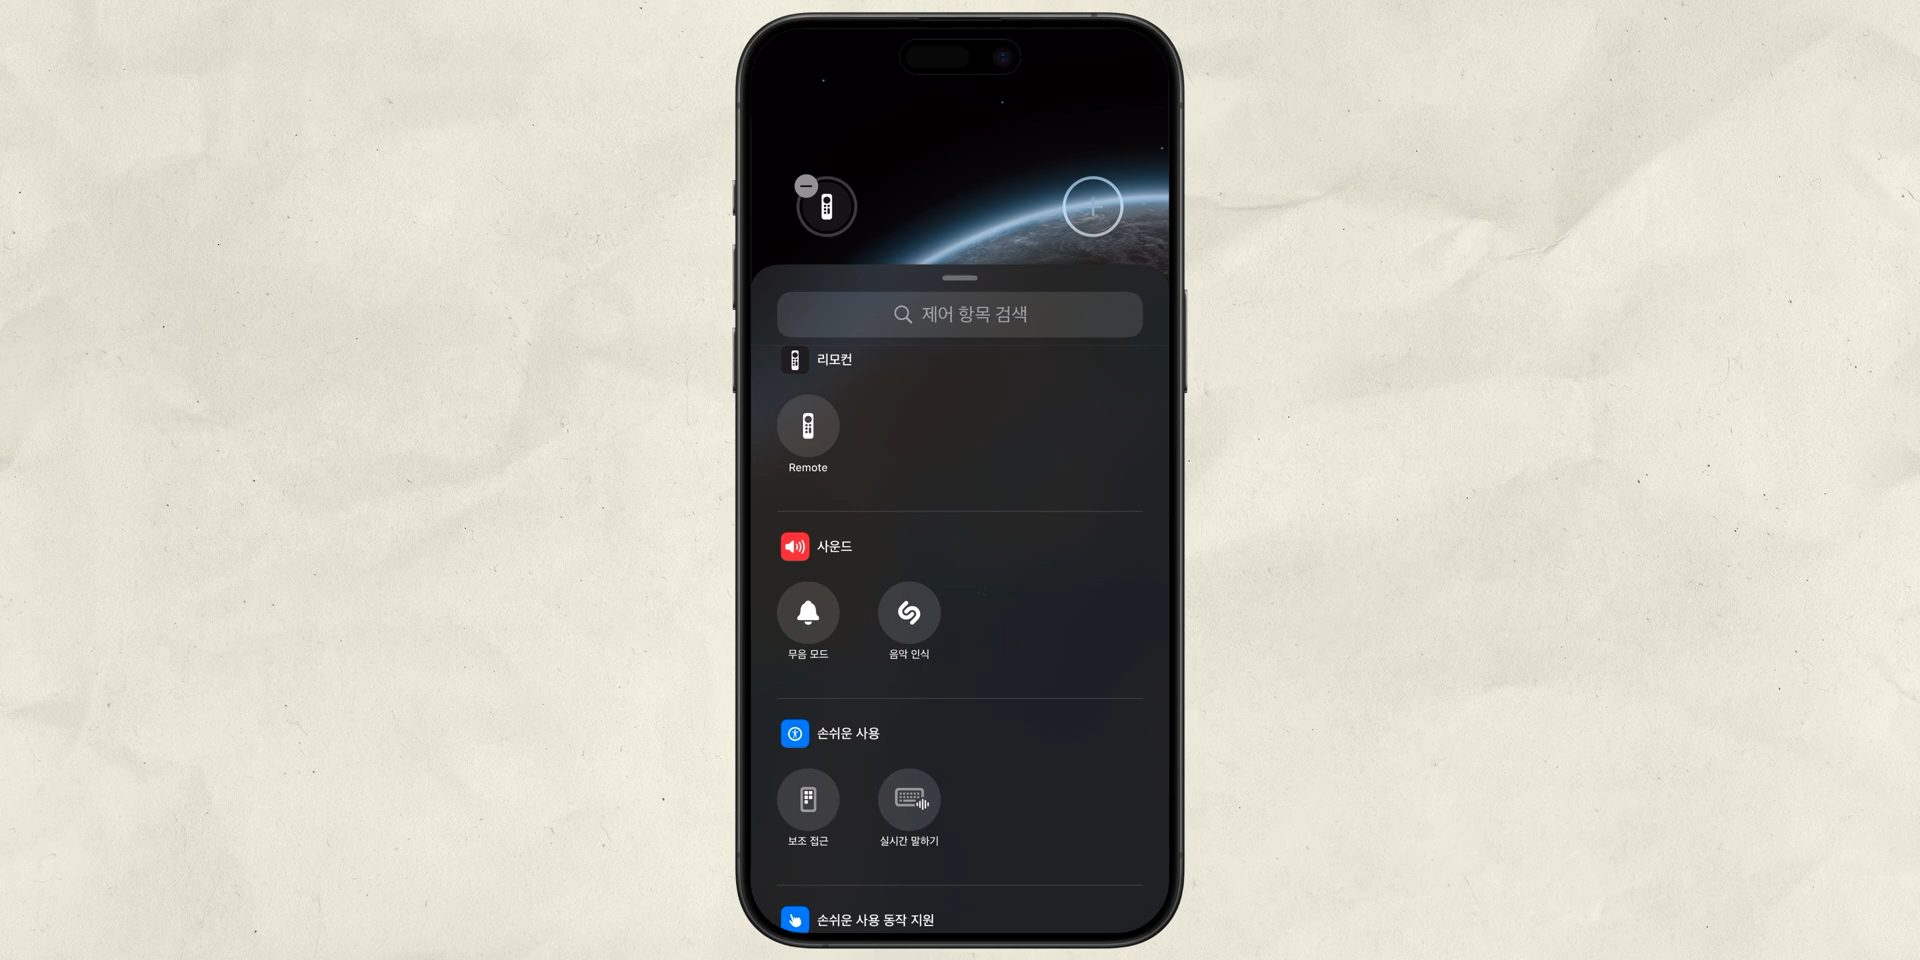 제어 항목 검색
리모컨
Remote
사운드
무음 모드
음악 인식
손쉬운 사용
보조 접근
실시간 말하기
손쉬운 사용 동작 지원